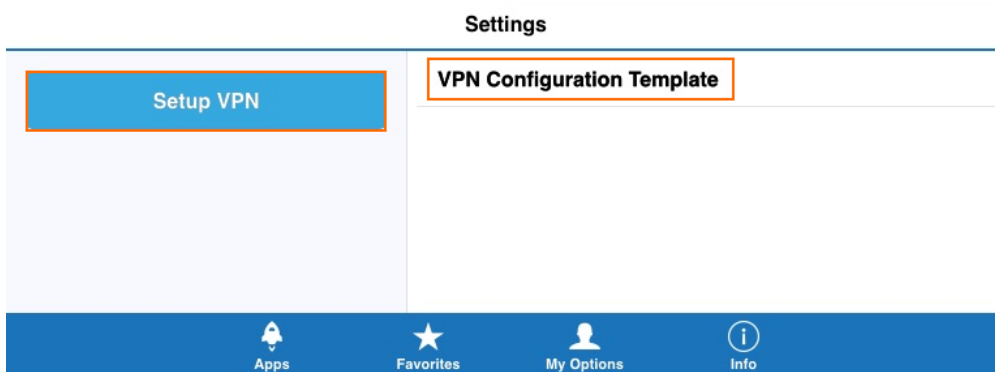 Settings
Setup VPN
VPN Configuration Template
Apps
Favorites
My Options
Info